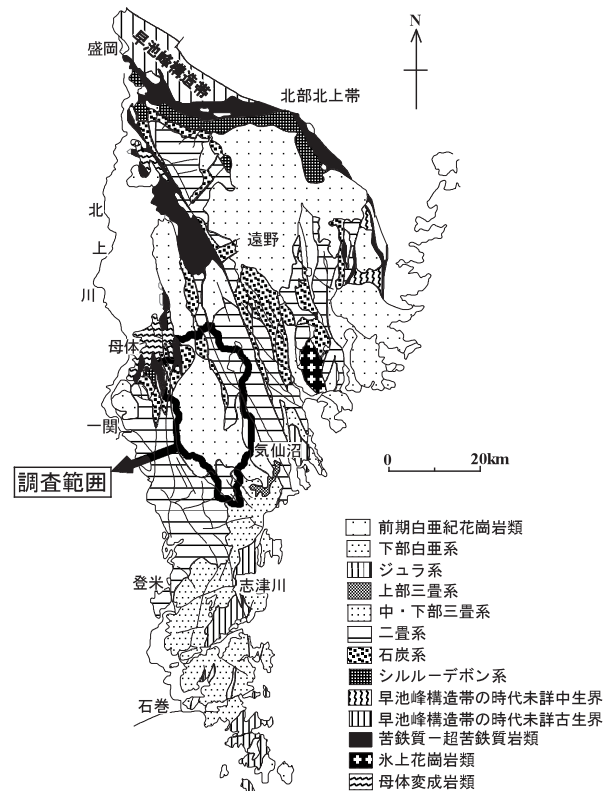 盛岡
早池峰構造帯
北部北上帯
遠野
北上川
母体
一関
気仙沼
調査範囲
0 20km
登米
志津川
石巻
前期白亜紀花崗岩類
下部白亜系
ジュラ系
上部三畳系
中・下部三畳系
二畳系
石炭系
シルル－デボン系
早池峰構造帯の時代未詳中生界
早池峰構造帯の時代未詳古生界
苦鉄質－超苦鉄質岩類
氷上花崗岩類
母体変成岩類